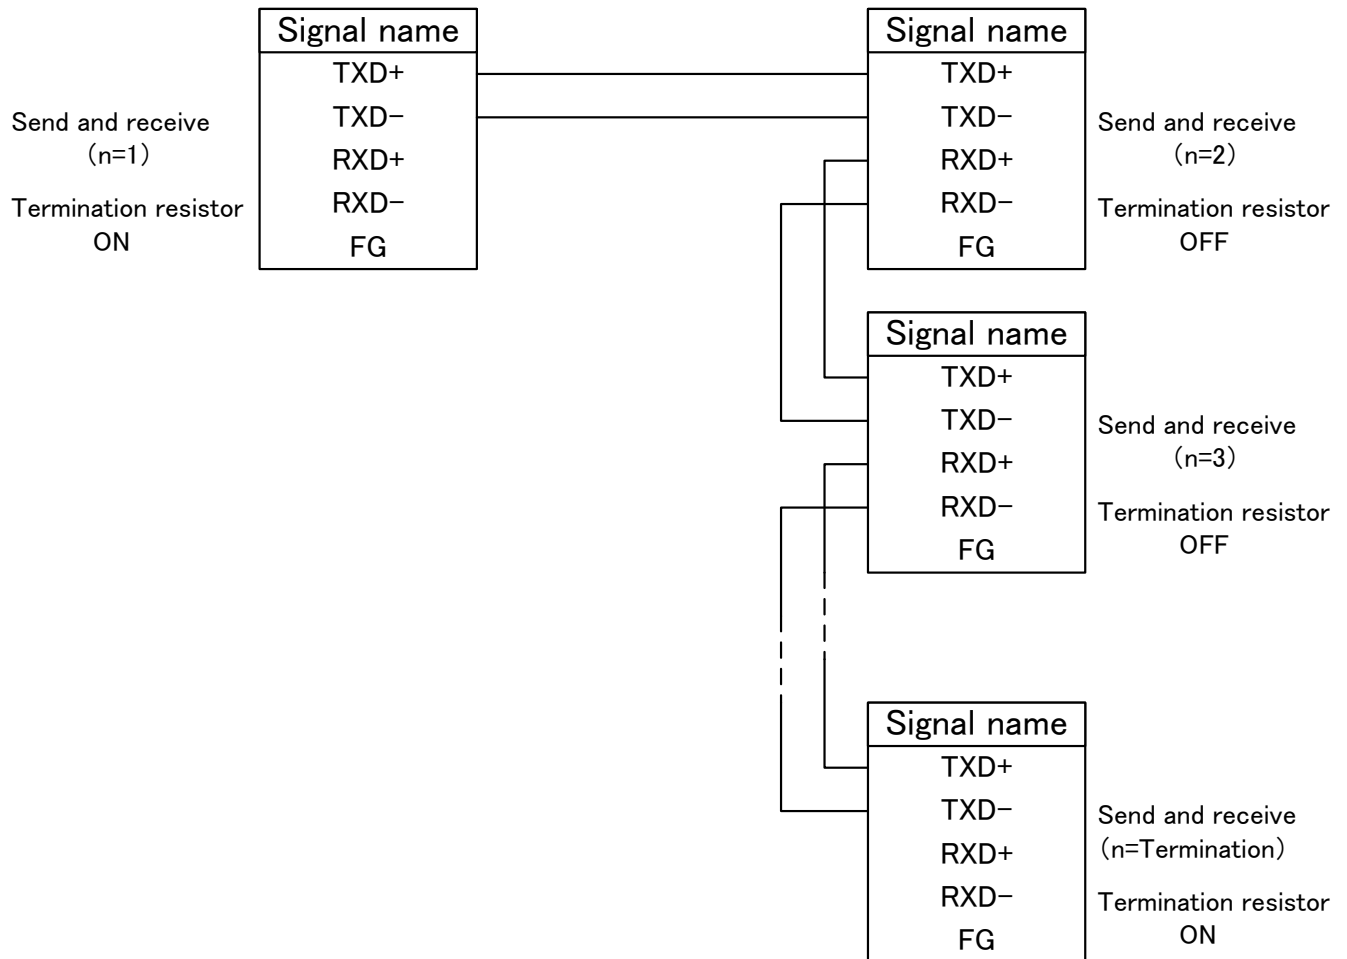 Signal name
TXD+
TXD−
RXD+
RXD−
FG
Send and receive
(n=1)
Termination resistor
ON
Signal name
TXD+
TXD−
RXD+
RXD−
FG
Send and receive
(n=2)
Termination resistor
OFF
Signal name
TXD+
TXD−
RXD+
RXD−
FG
Send and receive
(n=3)
Termination resistor
OFF
Signal name
TXD+
TXD−
RXD+
RXD−
FG
Send and receive
(n=Termination)
Termination resistor
ON